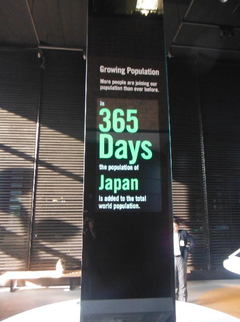 Growing Population
More people are joining our
population than ever before.
In
365
Days
the population of
Japan
is added to the total
world population.